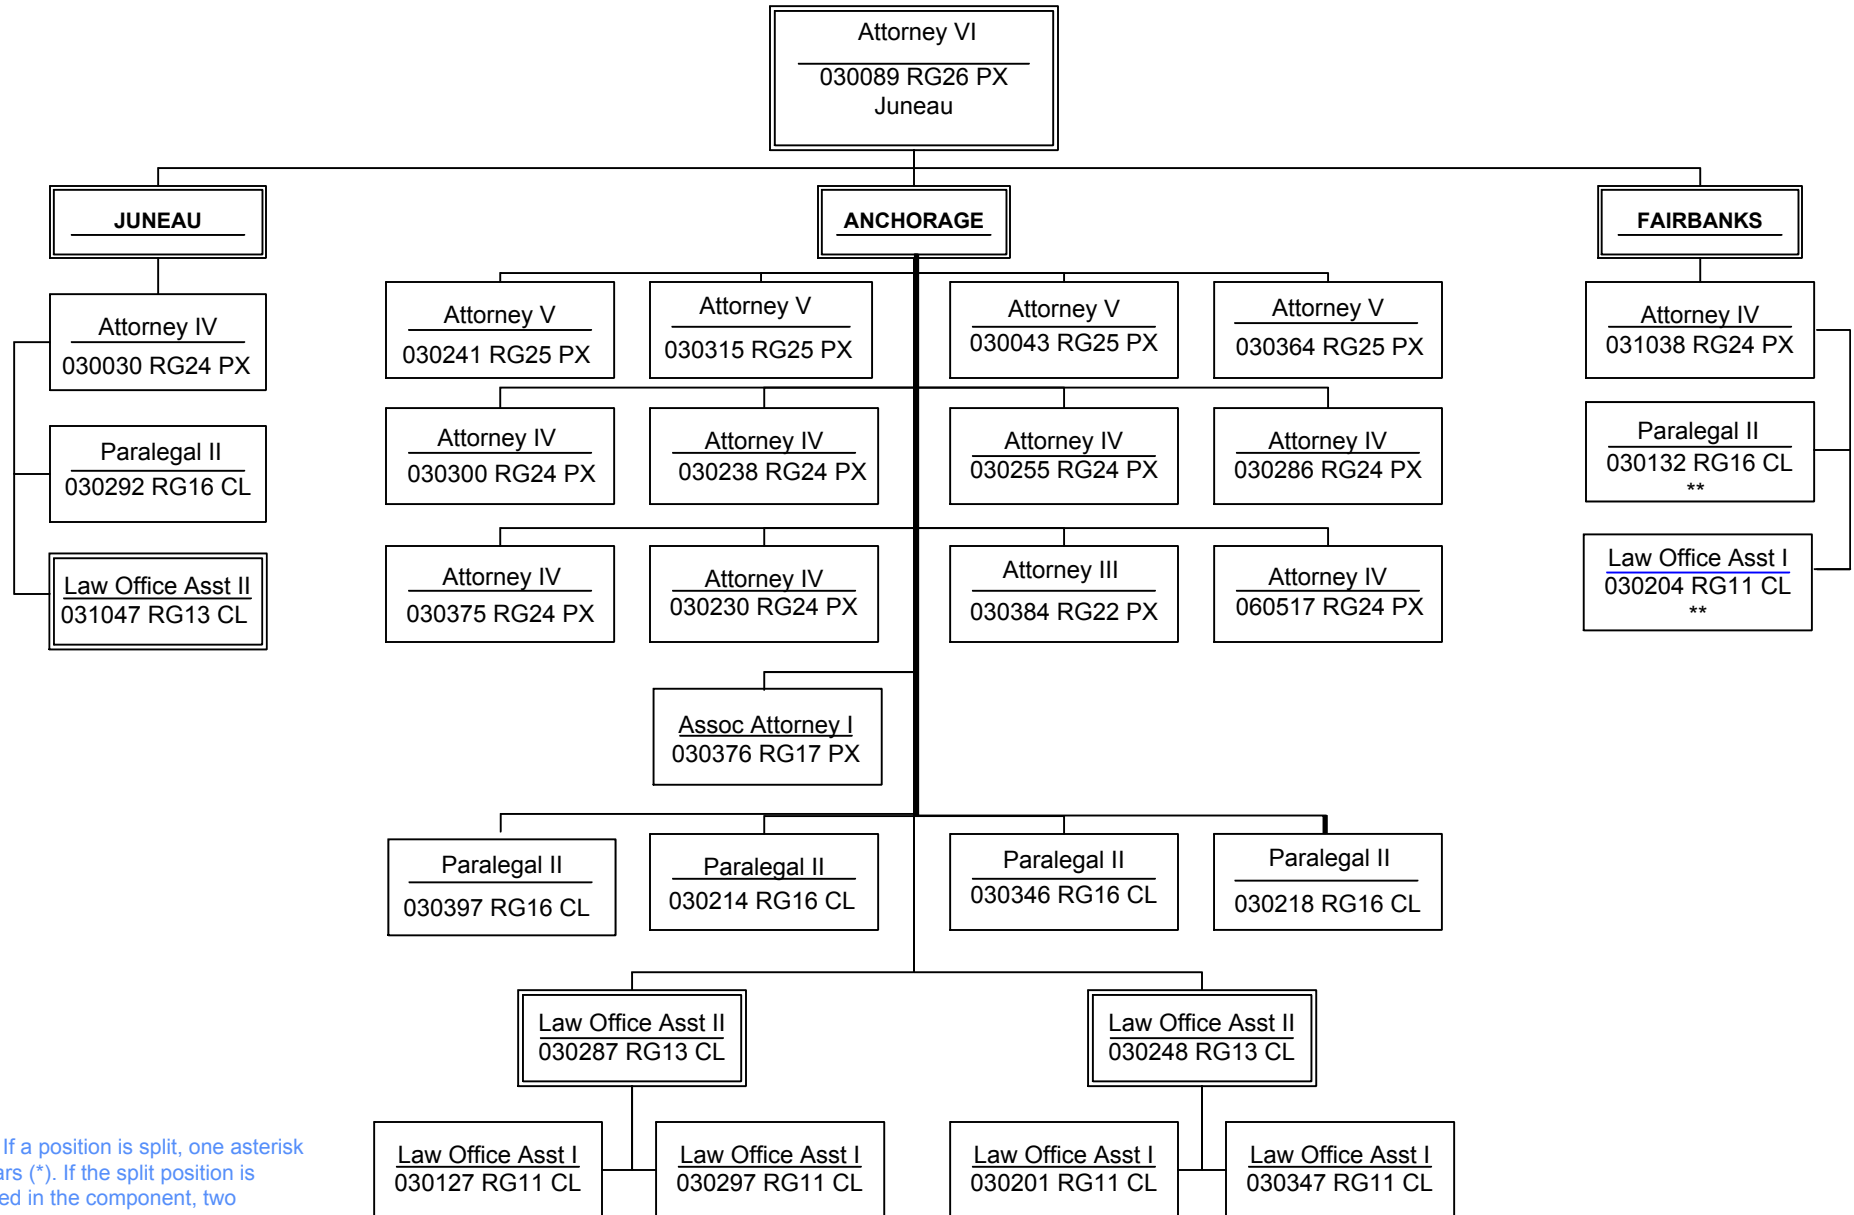 Attorney VI
030089 RG26 PX
Juneau
JUNEAU
ANCHORAGE
FAIRBANKS
Attorney IV
030030 RG24 PX
Paralegal II
030292 RG16 CL
Law Office Asst II
031047 RG13 CL
Attorney V
030241 RG25 PX
Attorney V
030315 RG25 PX
Attorney V
030043 RG25 PX
Attorney V
030364 RG25 PX
Attorney IV
030300 RG24 PX
Attorney IV
030238 RG24 PX
Attorney IV
030255 RG24 PX
Attorney IV
030286 RG24 PX
Attorney IV
030375 RG24 PX
Attorney IV
030230 RG24 PX
Attorney III
030384 RG22 PX
Attorney IV
060517 RG24 PX
Assoc Attorney I
030376 RG17 PX
Paralegal II
030397 RG16 CL
Paralegal II
030214 RG16 CL
Paralegal II
030346 RG16 CL
Paralegal II
030218 RG16 CL
Law Office Asst II
030287 RG13 CL
Law Office Asst II
030248 RG13 CL
Law Office Asst I
030127 RG11 CL
Law Office Asst I
030297 RG11 CL
Law Office Asst I
030201 RG11 CL
Law Office Asst I
030347 RG11 CL
Attorney IV
031038 RG24 PX
Paralegal II
030132 RG16 CL
**
Law Office Asst I
030204 RG11 CL
**
If a position is split, one asterisk
ars (*). If the split position is
ed in the component, two